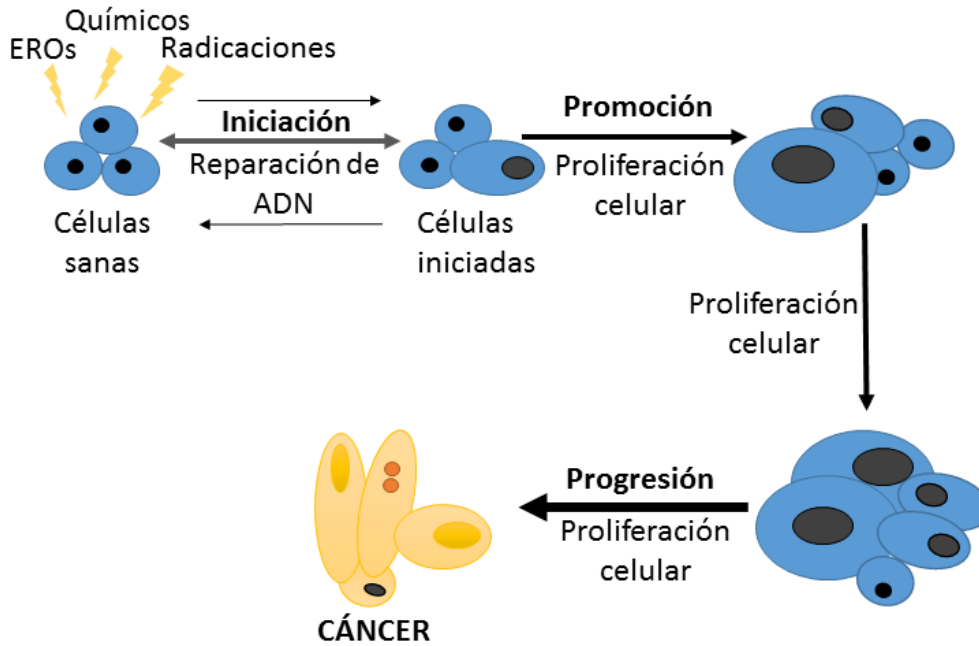 Químicos
EROs
Radicaciones
Iniciación
Reparación de
ADN
Células
sanas
Células
iniciadas
Promoción
Proliferación
celular
Proliferación
celular
Progresión
Proliferación
celular
CÁNCER